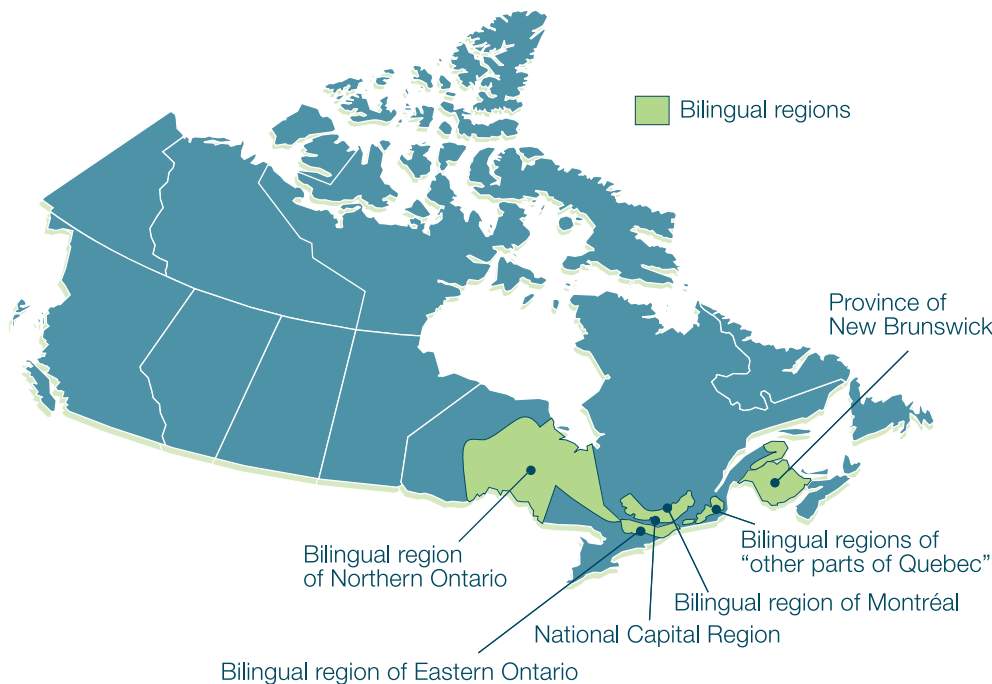 Bilingual regions
Province of
New Brunswick
Bilingual region
of Northern Ontario
Bilingual regions of
“other parts of Quebec”
Bilingual region of Montréal
National Capital Region
Bilingual region of Eastern Ontario